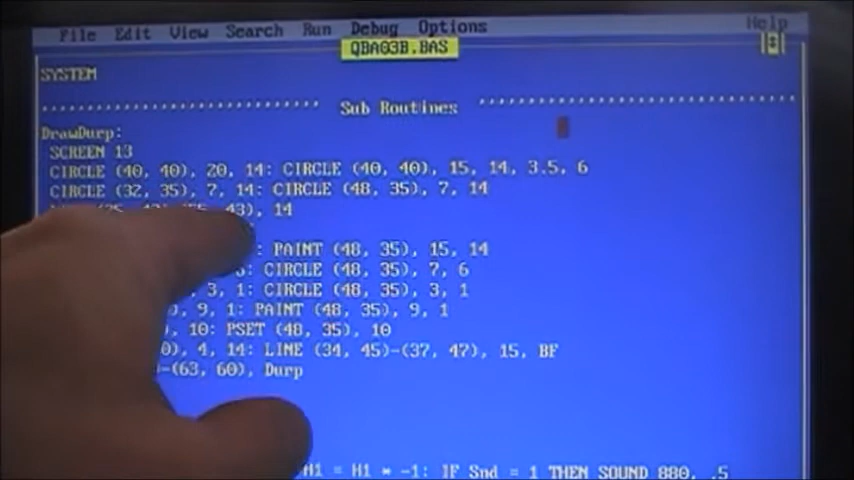 File Edit View Search Run Debug Options Help
QBA03B.BAS
SYSTEM
'''''''''''''''''''''''''''''''' Sub Routines ''''''''''''''''''''''''''''''''''''
DrawDurp:
SCREEN 13
CIRCLE (40, 40), 20, 14: CIRCLE (40, 40), 15, 14, 3.5, 6
CIRCLE (32, 35), 7, 14: CIRCLE (48, 35), 7, 14
43), 14
: PAINT (48, 35), 15, 14
: CIRCLE (48, 35), 7, 6
, 3, 1: CIRCLE (48, 35), 3, 1
), 9, 1: PAINT (48, 35), 9, 1
), 10: PSET (48, 35), 10
0), 4, 14: LINE (34, 45)-(37, 47), 15, BF
-(63, 60), Durp
H1 = H1 * -1: IF Snd = 1 THEN SOUND 880, .5